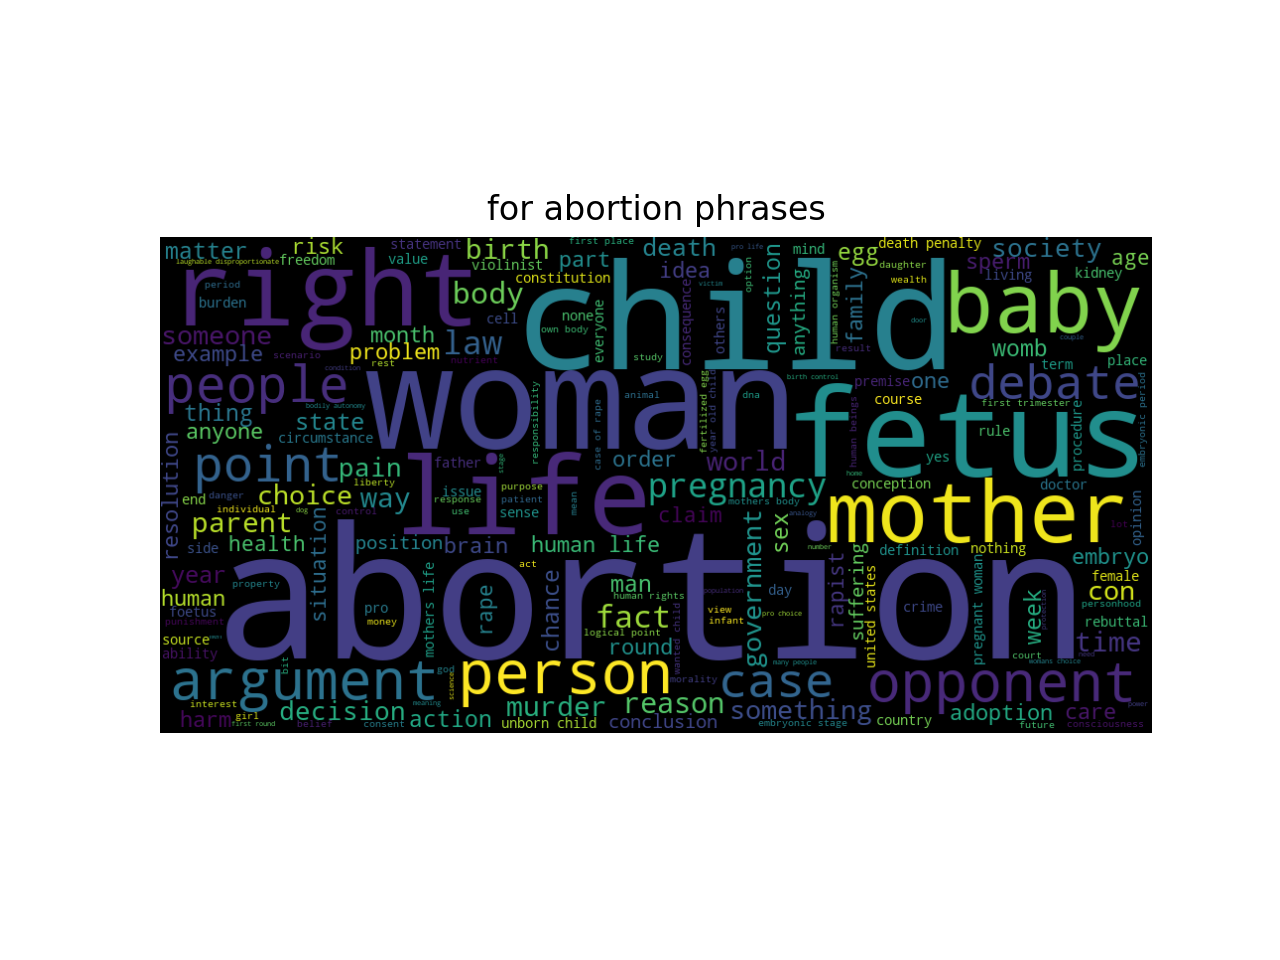 for abortion phrases
matter
risk
statement
birth
first place
death
pro life
mind
egg
death penalty
society
age
laughable disproportionate
freedom
value
violinist
part
idea
option
question
anything
human organism
family
daughter
wealth
sperm
living
kidney
right
period
burden
body
constitution
child
victim
baby
someone
month
cell
none
own body
everyone
consequence
others
door
couple
example
scenario
problem
law
study
result
womb
place
rest
nutrient
term
people
condition
woman
animal
fertilized egg
year old child
dna
birth control
premise
one
debate
thing
bodily autonomy
state
responsibility
case of rape
fetus
course
first trimester
procedure
embryonic period
anyone
circumstance
human beings
rule
yes
resolution
point
pain
father
stage
order
world
home
life
liberty
choice
way
issue
purpose
pregnancy
mothers body
conception
doctor
end
danger
individual
dog
control
response
use
patient
sense
mean
claim
mother
opinion
lot
parent
situation
analogy
sex
government
side
health
position
brain
human life
number
definition
nothing
embryo
abortion
year
property
act
man
population
day
rapist
suffering
united states
pregnant woman
female
con
human
foetus
punishment
pro
money
mothers life
rape
chance
human rights
fact
view
infant
pro choice
crime
week
personhood
rebuttal
source
ability
bit
logical point
round
wanted child
many people
court
womans choice
time
argument
god
science
person
morality
case
opponent
interest
meaning
reason
power
harm
girl
first round
decision
belief
consent
action
murder
unborn child
conclusion
something
embryonic stage
country
adoption
future
care
consciousness